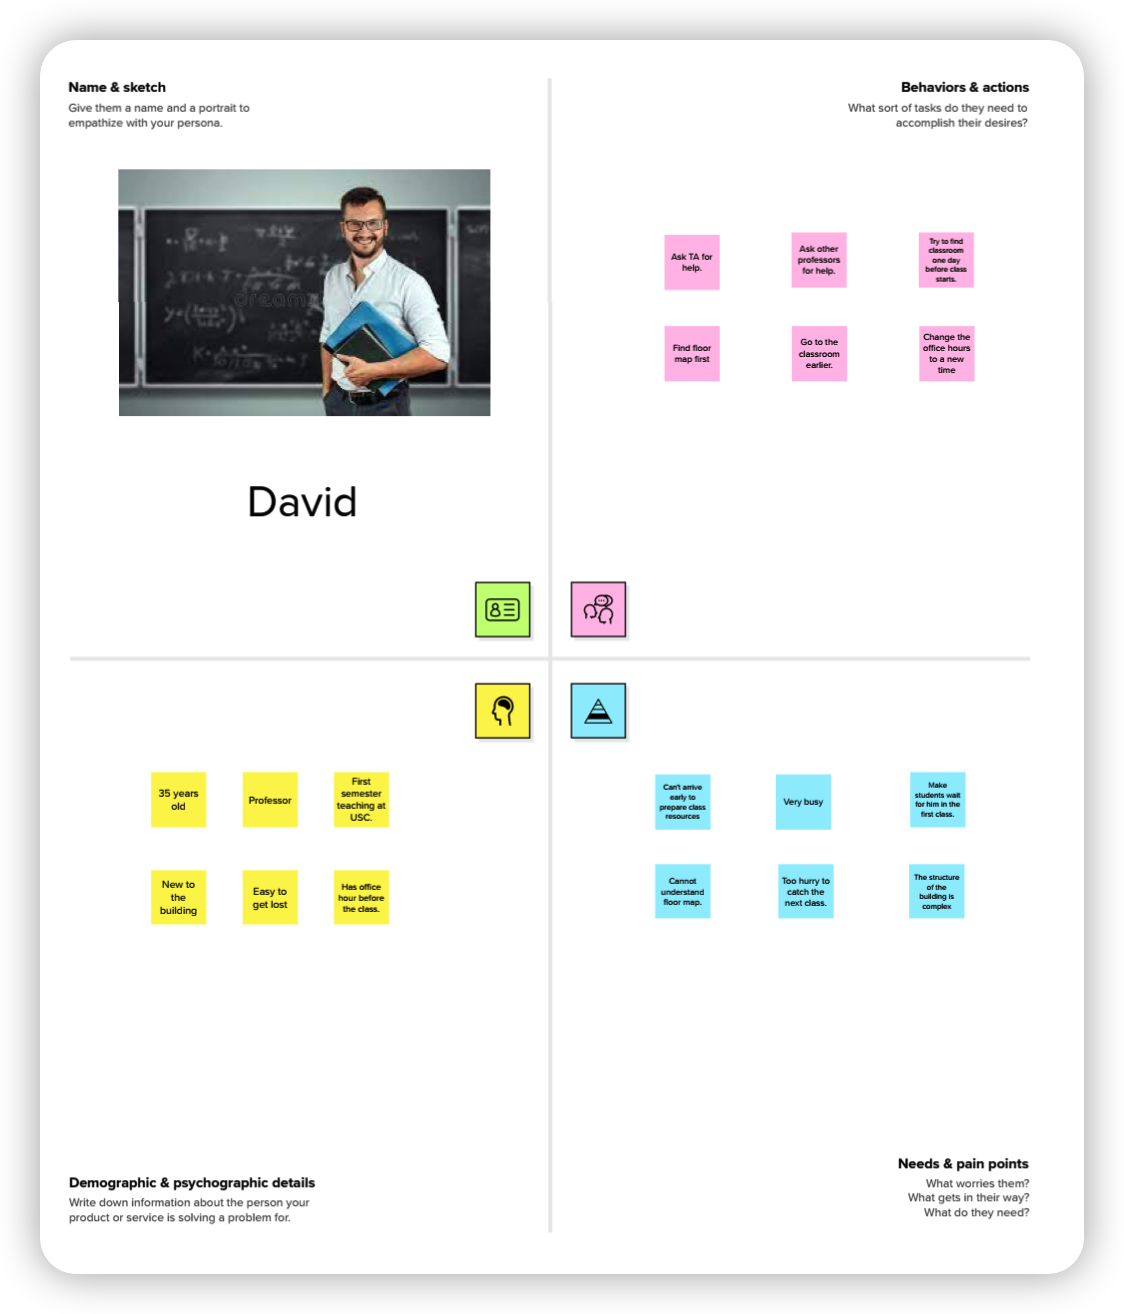 Name & sketch
Give them a name and a portrait to
empathize with your persona.
David
Behaviors & actions
What sort of tasks do they need to
accomplish their desires?
Ask TA for
help.
Ask other
professors
for help.
Try to find
classroom
one day
before class
starts.
Find floor
map first
Go to the
classroom
earlier.
Change the
office hours
to a new
time
35 years
old
Professor
First
semester
teaching at
USC.
New to
the
building
Easy to
get lost
Has office
hour before
the class.
Demographic & psychographic details
Write down information about the person your
product or service is solving a problem for.
Can't arrive
early to
prepare class
resources
Very busy
Make
students wait
for him in the
first class.
Cannot
understand
floor map.
Too hurry to
catch the
next class.
The structure
of the
building is
complex
Needs & pain points
What worries them?
What gets in their way?
What do they need?